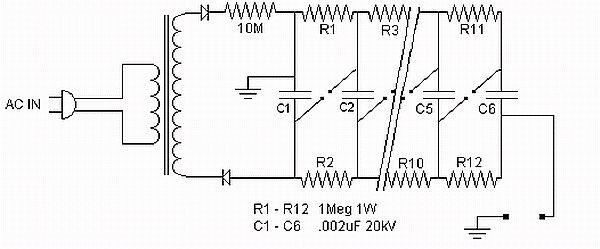 R1 R3 R11
10M
AC IN C1 C2 C5 C6
R2 R10 R12
R1 - R12 1Meg 1W
C1 - C6 .002uF 20kV